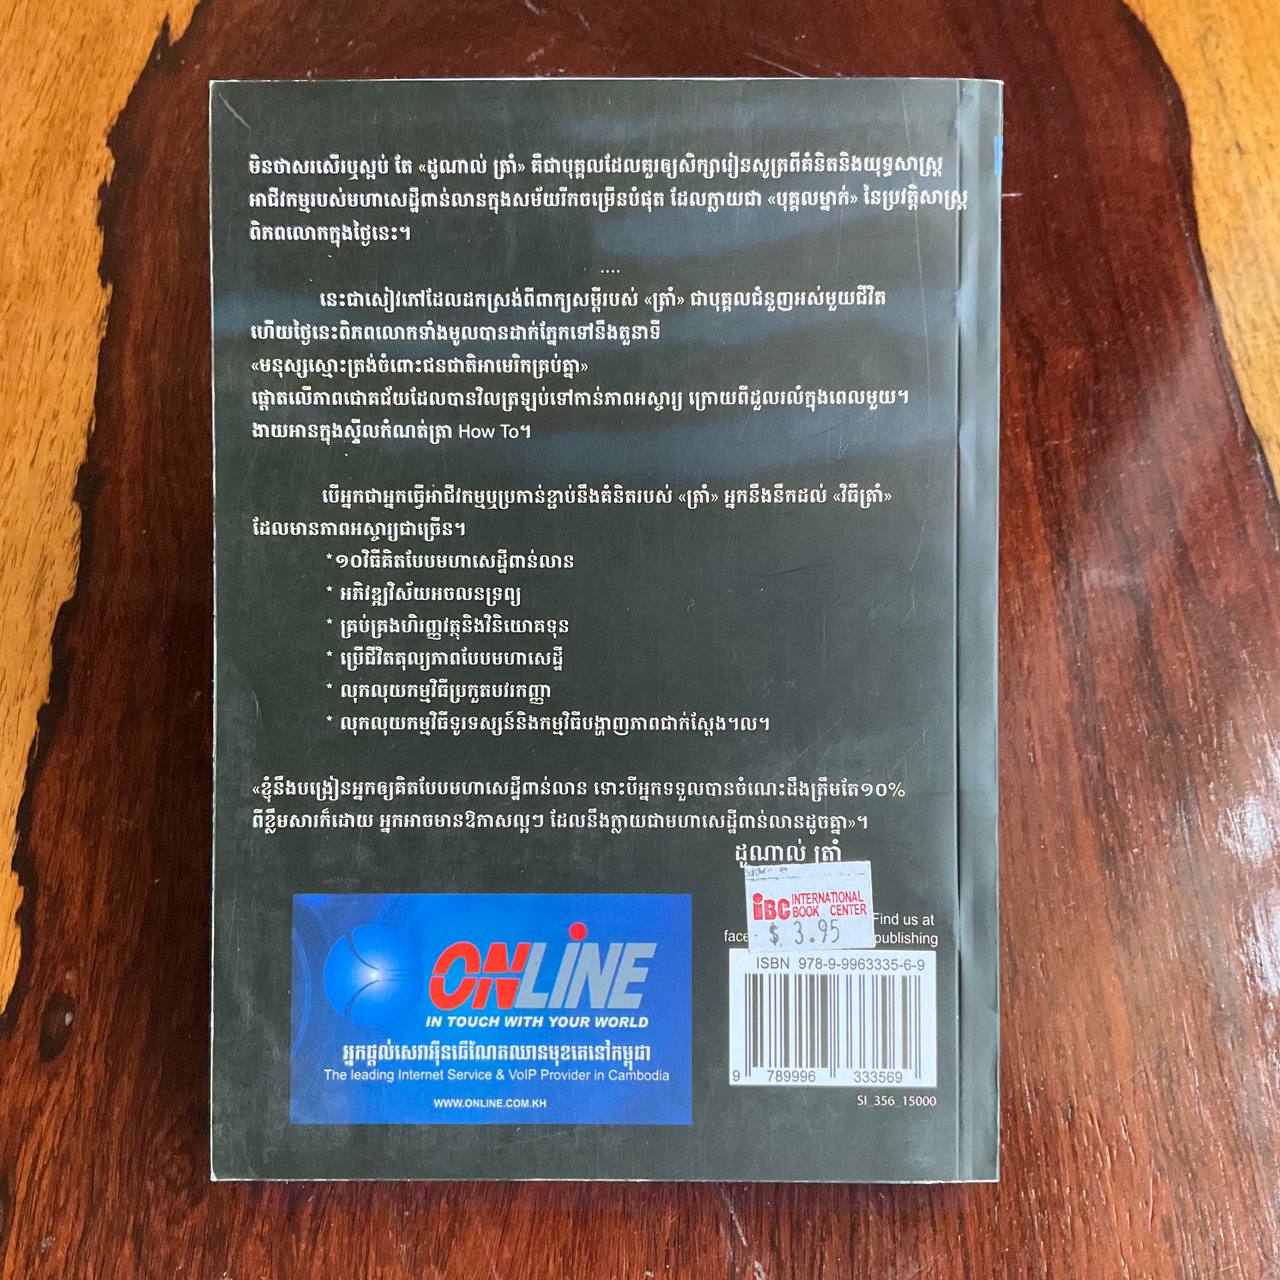 មិនថាសរសើរឬស្អប់ តែ «ដូណាល់ ត្រាំ» គឺជាបុគ្គលដែលគួរឲ្យសិក្សារៀនសូត្រពីគំនិតនិងយុទ្ធសាស្ត្រ
អាជីវកម្មរបស់មហាសេដ្ឋីពាន់លានក្នុងសម័យរីកចម្រើនបំផុត ដែលក្លាយជា «បុគ្គលម្នាក់» នៃប្រវត្តិសាស្ត្រ
ពិភពលោកក្នុងថ្ងៃនេះ។
....
នេះជាសៀវភៅដែលដកស្រង់ពីពាក្យសម្ដីរបស់ «ត្រាំ» ជាបុគ្គលជំនួញអស់មួយជីវិត
ហើយថ្ងៃនេះពិភពលោកទាំងមូលបានដាក់ភ្នែកទៅនឹងតួនាទី
«មនុស្សស្មោះត្រង់ចំពោះជនជាតិអាមេរិកគ្រប់គ្នា»
ផ្ដោតលើភាពជោគជ័យដែលបានវិលត្រឡប់ទៅកាន់ភាពអស្ចារ្យ ក្រោយពីដួលរលំក្នុងពេលមួយ។
ងាយអានក្នុងស្ទីលកំណត់ត្រា How To។
បើអ្នកជាអ្នកធ្វើអាជីវកម្មឬប្រកាន់ខ្ជាប់នឹងគំនិតរបស់ «ត្រាំ» អ្នកនឹងនឹកដល់ «វិធីត្រាំ»
ដែលមានភាពអស្ចារ្យជាច្រើន។
* ១០វិធីគិតបែបមហាសេដ្ឋីពាន់លាន
* អភិវឌ្ឍវិស័យអចលនទ្រព្យ
* គ្រប់គ្រងហិរញ្ញវត្ថុនិងវិនិយោគទុន
* ប្រើជីវិតតុល្យភាពបែបមហាសេដ្ឋី
* លុកលុយកម្មវិធីប្រកួតបវរកញ្ញា
* លុកលុយកម្មវិធីទូរទស្សន៍និងកម្មវិធីបង្ហាញភាពជាក់ស្ដែង។ល។
«ខ្ញុំនឹងបង្រៀនអ្នកឲ្យគិតបែបមហាសេដ្ឋីពាន់លាន ទោះបីអ្នកទទួលបានចំណេះដឹងត្រឹមតែ១០%
ពីខ្លឹមសារក៏ដោយ អ្នកអាចមានឱកាសល្អៗ ដែលនឹងក្លាយជាមហាសេដ្ឋីពាន់លានដូចគ្នា»។
ដូណាល់ ត្រាំ
iBC INTERNATIONAL BOOK CENTER
$ 3.95
Find us at
face publishing
ISBN 978-9-9963335-6-9
9 789996 333569
SI_356_15000
ONLiNE
IN TOUCH WITH YOUR WORLD
អ្នកផ្ដល់សេវាអ៊ីនធើណែតឈានមុខគេនៅកម្ពុជា
The leading Internet Service & VoIP Provider in Cambodia
WWW.ONLINE.COM.KH